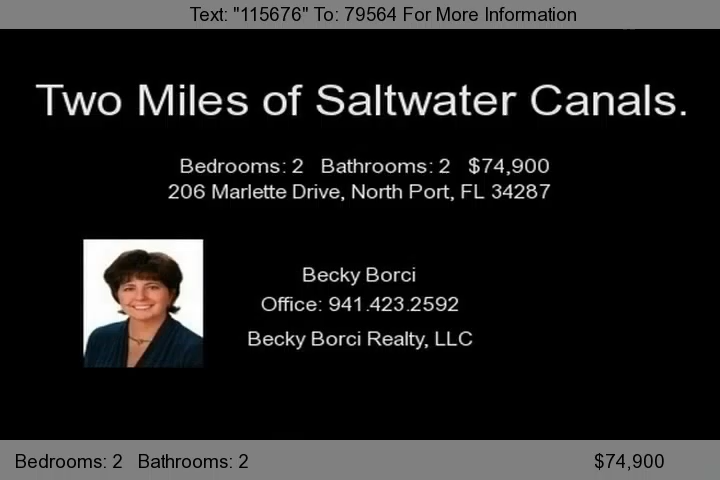 Text: "115676" To: 79564 For More Information
Two Miles of Saltwater Canals.
Bedrooms: 2 Bathrooms: 2 $74,900
206 Marlette Drive, North Port, FL 34287
Becky Borci
Office: 941.423.2592
Becky Borci Realty, LLC
Bedrooms: 2 Bathrooms: 2 $74,900